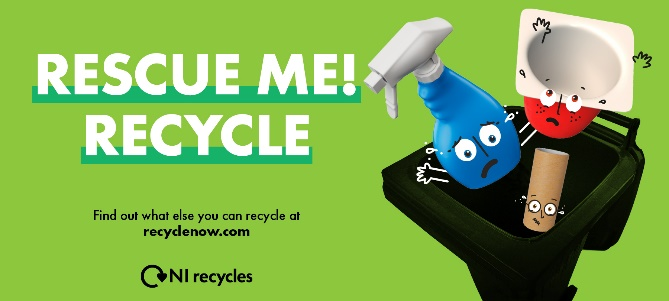 RESCUE ME!
RECYCLE
Find out what else you can recycle at
recyclenow.com
NI recycles